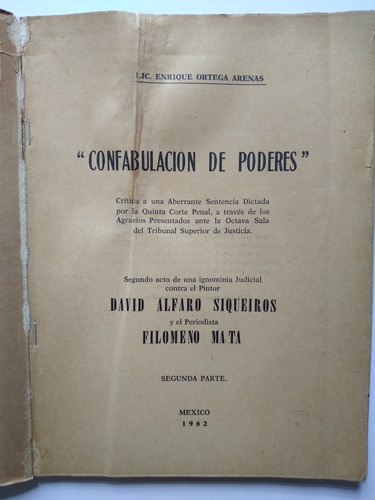 LIC. ENRIQUE ORTEGA ARENAS
"CONFABULACION DE PODERES"
Crítica a una Aberrante Sentencia Dictada
por la Quinta Corte Penal, a través de los
Agravios Presentados ante la Octava Sala
del Tribunal Superior de Justicia.
Segundo acto de una ignominia Judicial
contra el Pintor
DAVID ALFARO SIQUEIROS
y el Periodista
FILOMENO MATA
SEGUNDA PARTE.
MEXICO
1962